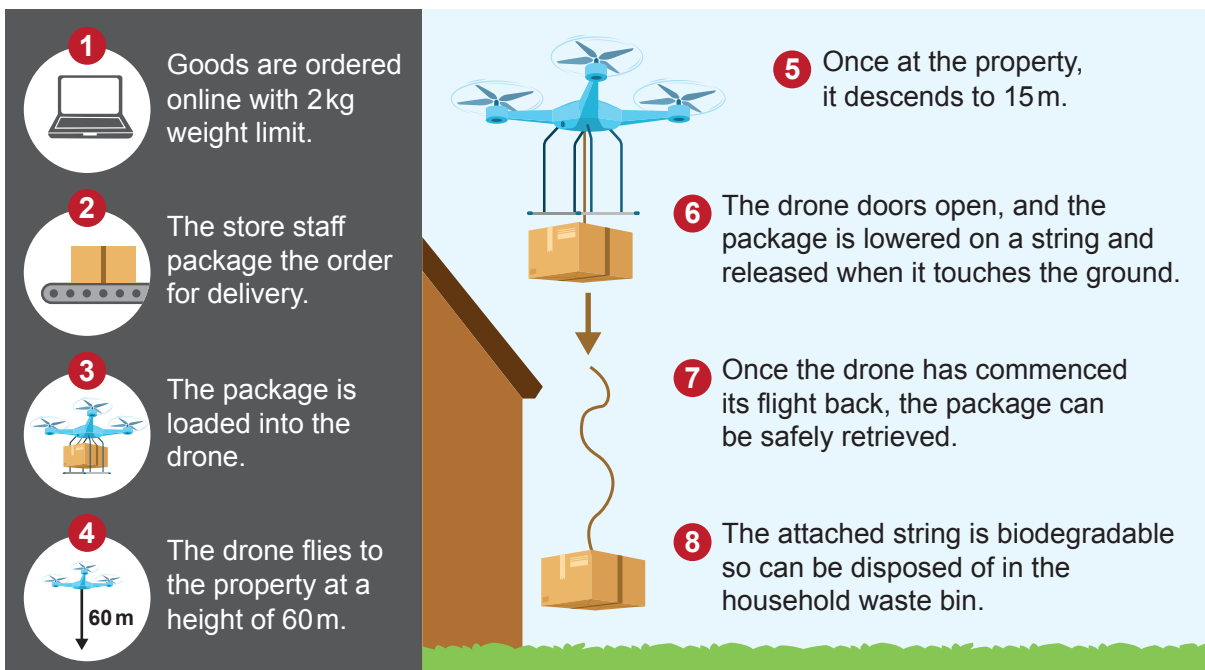 1
Goods are ordered
online with 2 kg
weight limit.
2
The store staff
package the order
for delivery.
3
The package is
loaded into the
drone.
4
60 m
The drone flies to
the property at a
height of 60 m.
5
Once at the property,
it descends to 15 m.
6
The drone doors open, and the
package is lowered on a string and
released when it touches the ground.
7
Once the drone has commenced
its flight back, the package can
be safely retrieved.
8
The attached string is biodegradable
so can be disposed of in the
household waste bin.